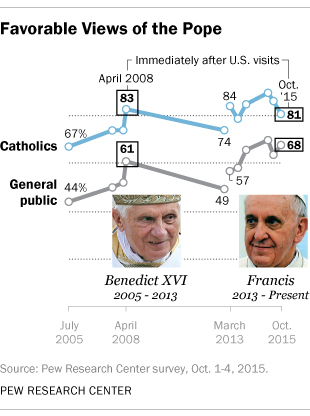 Favorable Views of the Pope
Immediately after U.S. visits
April 2008
Oct.
'15
83
84
81
67%
74
Catholics
61
68
General
public
44%
57
49
Benedict XVI
2005 - 2013
Francis
2013 - Present
July
2005
April
2008
March
2013
Oct.
2015
Source: Pew Research Center survey, Oct. 1-4, 2015.
PEW RESEARCH CENTER